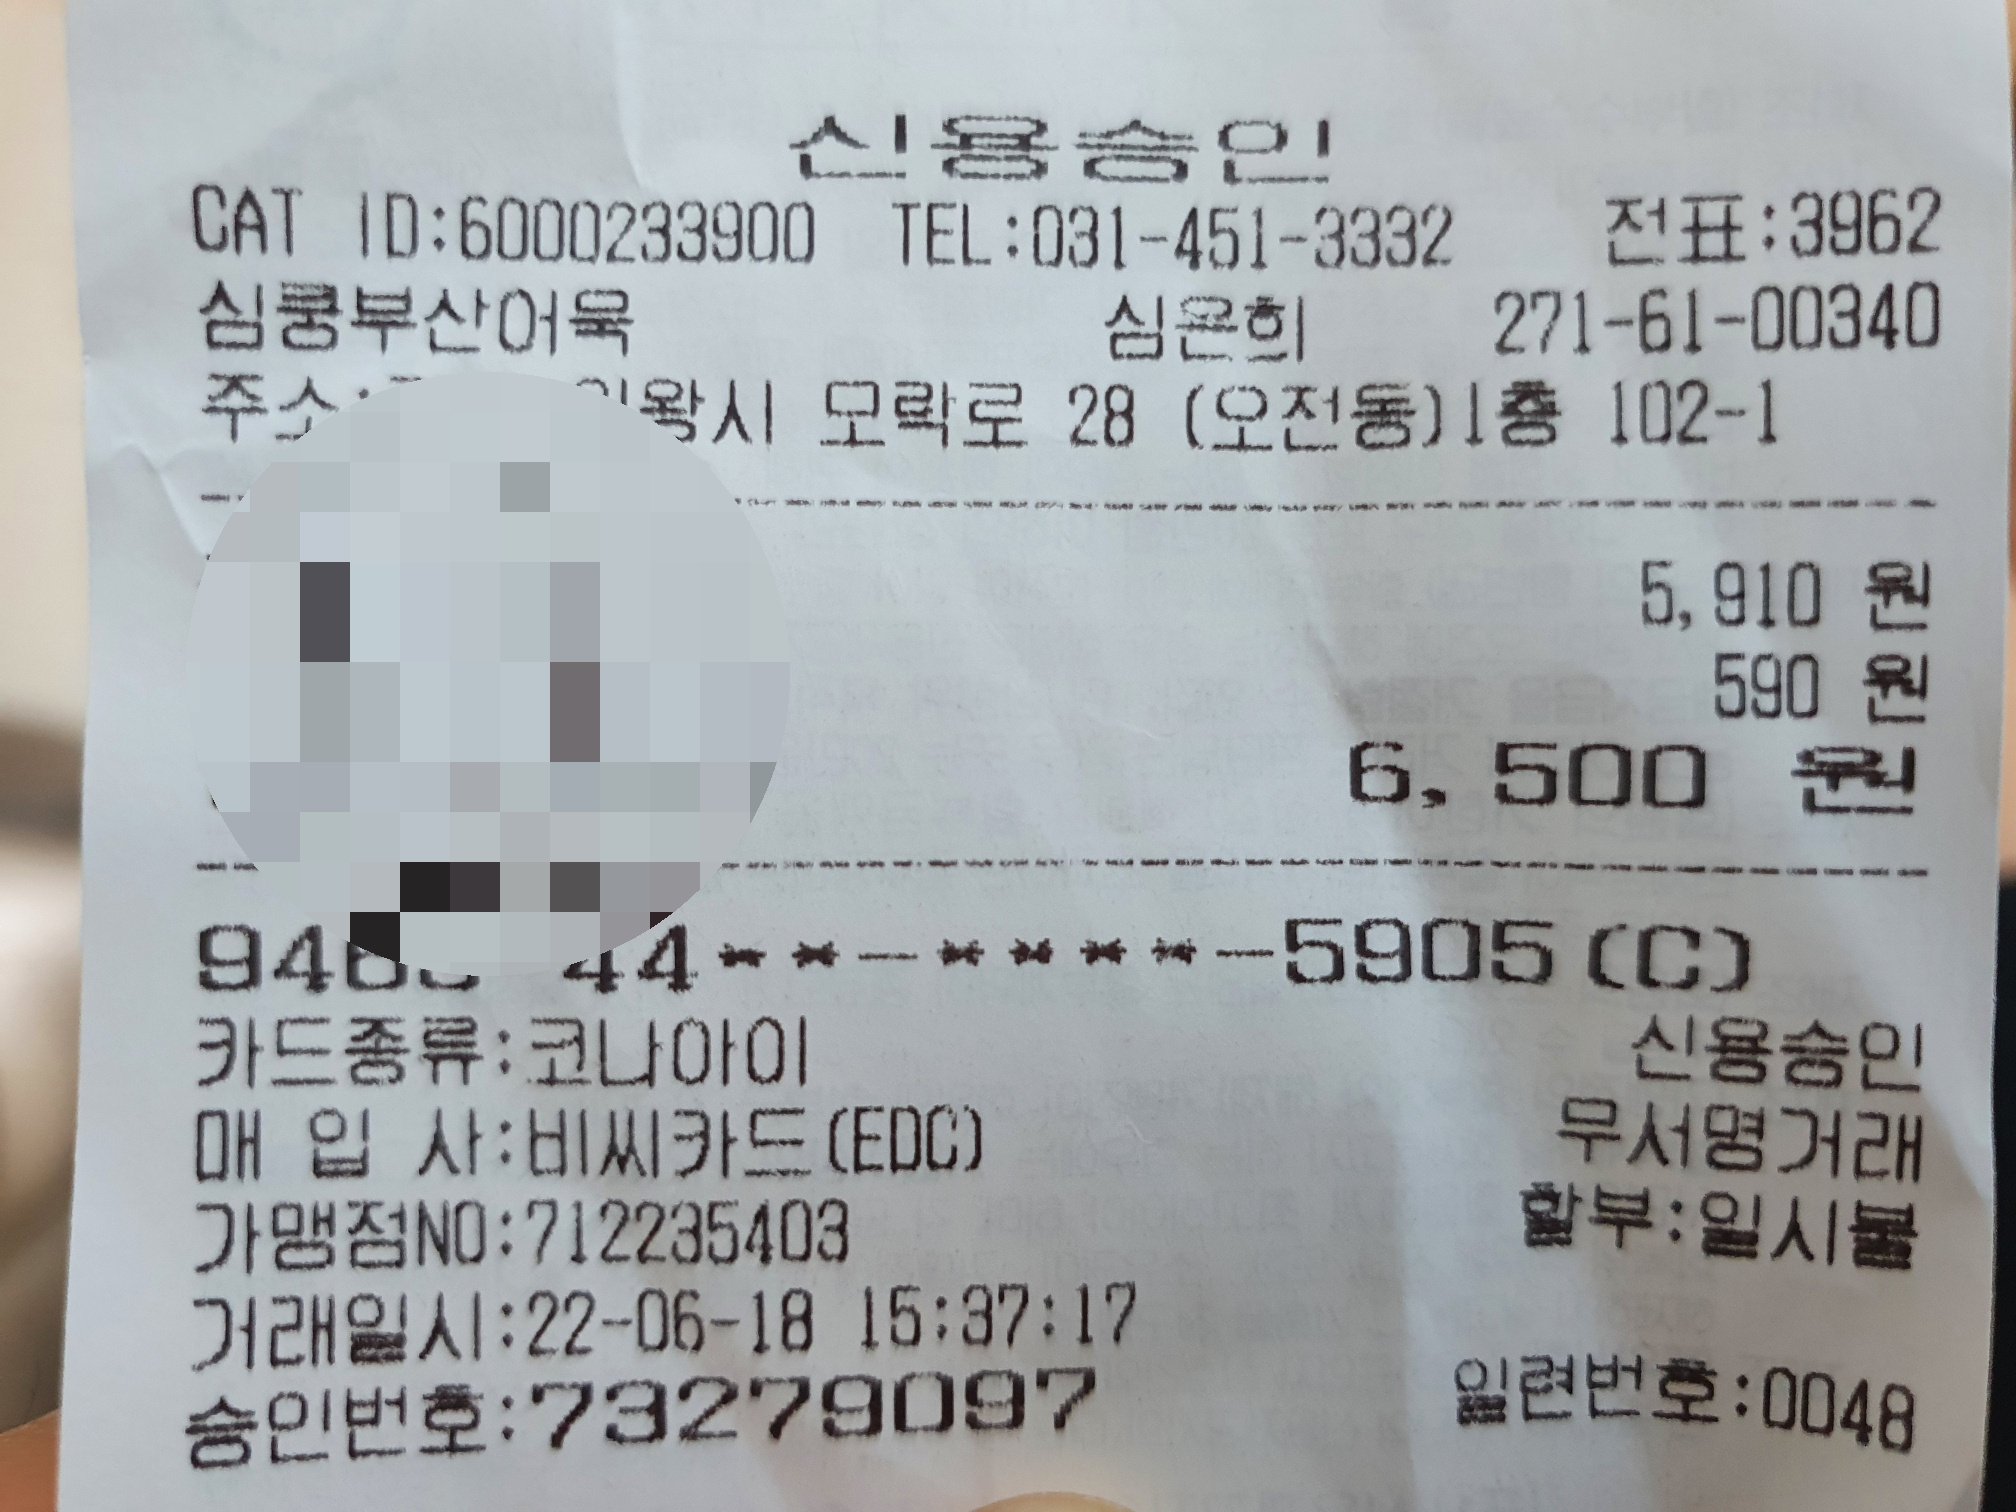 신용승인
CAT ID:6000233900 TEL:031-451-3332 전표:3962
심쿵부산어묵 심은희 271-61-00340
주소: 모락로 28 (오전동)1층 102-1
5,910 원
590 원
6,500 원
44**-****-5905(C)
카드종류:코나아이 신용승인
매 입 사:비씨카드(EDC) 무서명거래
가맹점NO:712235403 할부:일시불
거래일시:22-06-18 15:37:17
승인번호:73279097 일련번호:0048